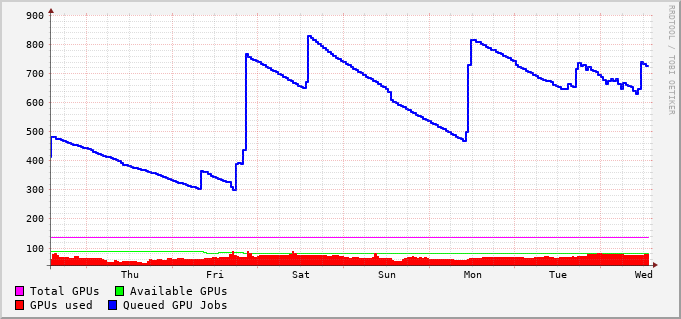 900
800
700
600
500
400
300
200
100
Thu Fri Sat Sun Mon Tue Wed
Total GPUs Available GPUs
GPUs used Queued GPU Jobs
RRDTOOL / TOBI OETIKER